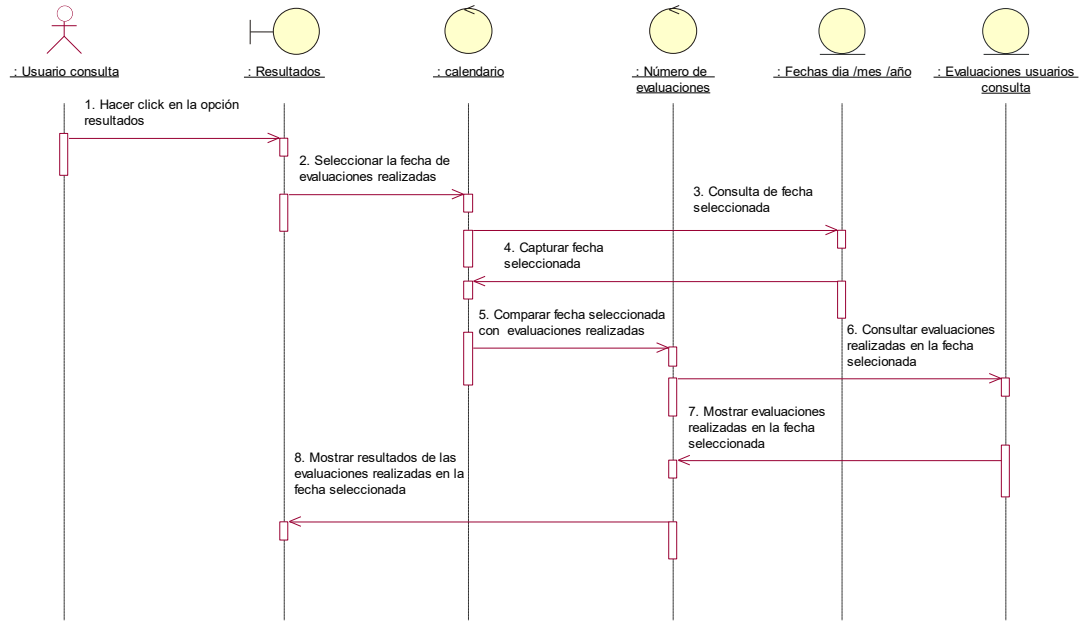 : Usuario consulta
: Resultados
: calendario
: Número de
evaluaciones
: Fechas dia /mes /año
: Evaluaciones usuarios
consulta
1. Hacer click en la opción
resultados
2. Seleccionar la fecha de
evaluaciones realizadas
3. Consulta de fecha
seleccionada
4. Capturar fecha
seleccionada
5. Comparar fecha seleccionada
con evaluaciones realizadas
6. Consultar evaluaciones
realizadas en la fecha
selecionada
7. Mostrar evaluaciones
realizadas en la fecha
seleccionada
8. Mostrar resultados de las
evaluaciones realizadas en la
fecha seleccionada